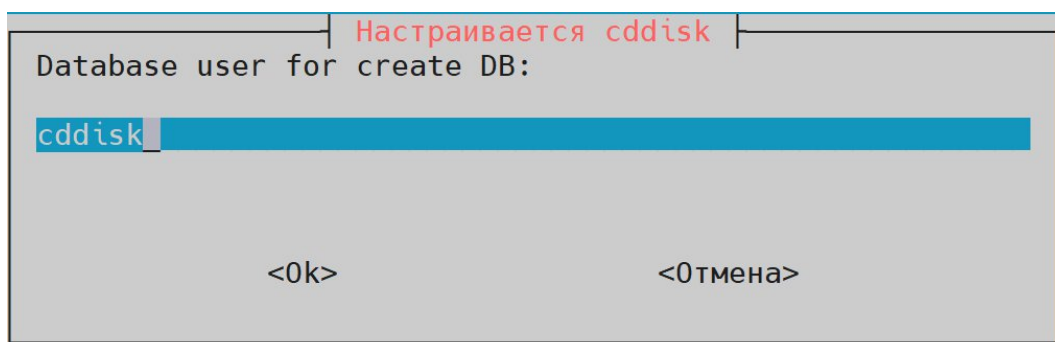 Настраивается cddisk
Database user for create DB:
cddisk
<Ok> <Отмена>